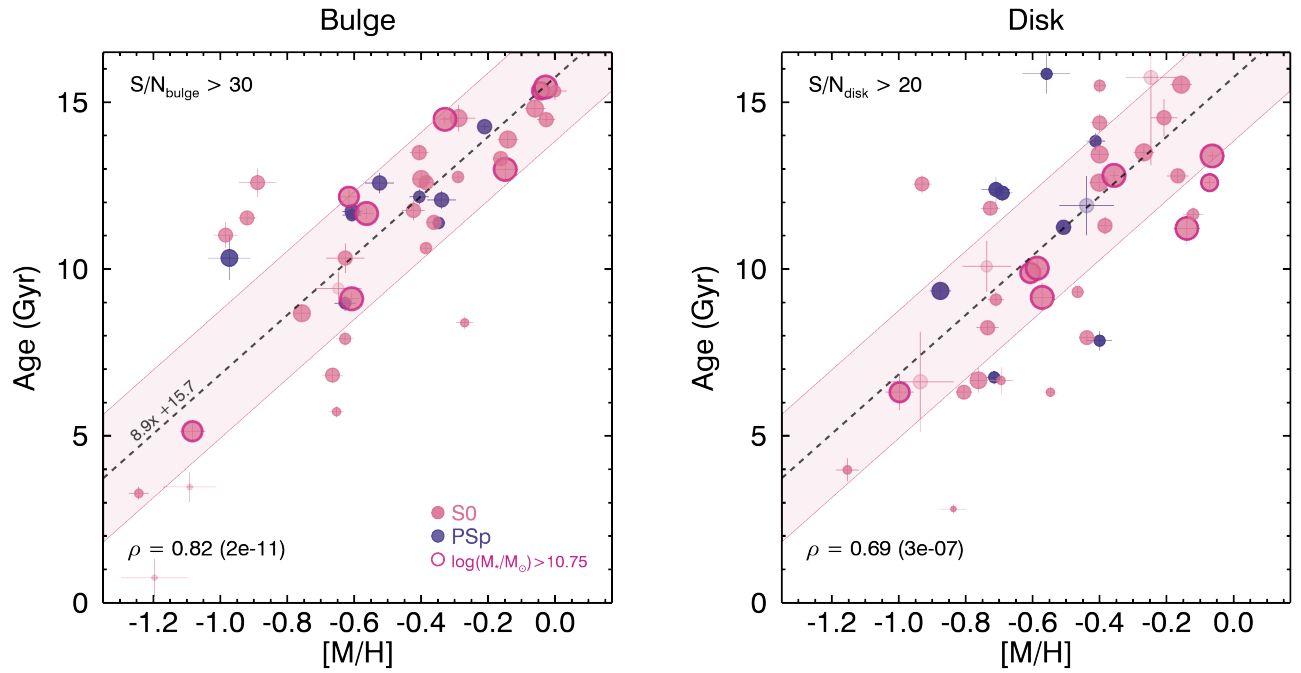 Bulge
S/Nbulge > 30
15
10
5
0
Age (Gyr)
8.9x +15.7
S0
PSp
log(M*/M☉)>10.75
ρ = 0.82 (2e-11)
-1.2 -1.0 -0.8 -0.6 -0.4 -0.2 0.0
[M/H]
Disk
S/Ndisk > 20
15
10
5
0
Age (Gyr)
ρ = 0.69 (3e-07)
-1.2 -1.0 -0.8 -0.6 -0.4 -0.2 0.0
[M/H]